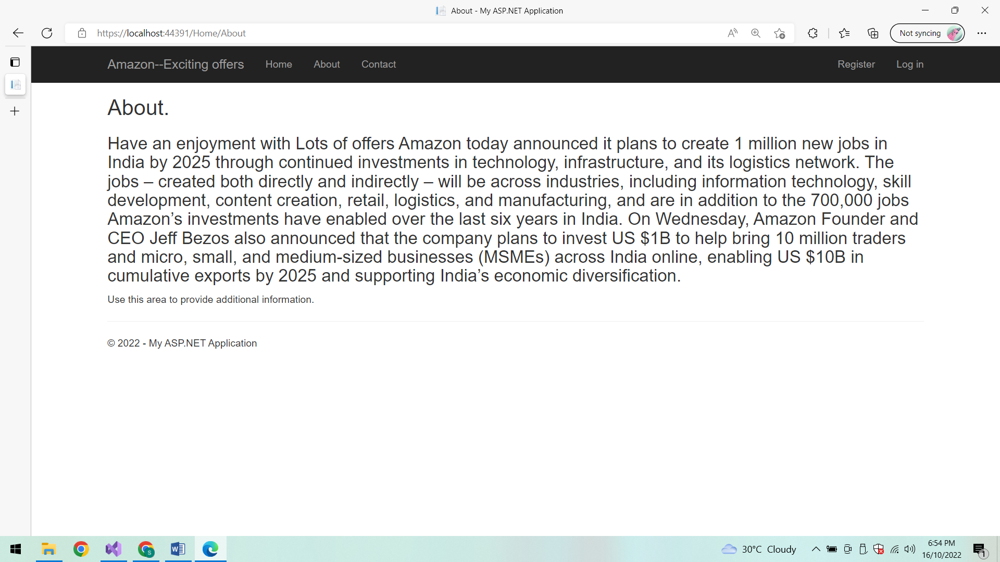 About - My ASP.NET Application
https://localhost:44391/Home/About
Not syncing
Amazon--Exciting offers Home About Contact Register Log in
About.
Have an enjoyment with Lots of offers Amazon today announced it plans to create 1 million new jobs in
India by 2025 through continued investments in technology, infrastructure, and its logistics network. The
jobs – created both directly and indirectly – will be across industries, including information technology, skill
development, content creation, retail, logistics, and manufacturing, and are in addition to the 700,000 jobs
Amazon’s investments have enabled over the last six years in India. On Wednesday, Amazon Founder and
CEO Jeff Bezos also announced that the company plans to invest US $1B to help bring 10 million traders
and micro, small, and medium-sized businesses (MSMEs) across India online, enabling US $10B in
cumulative exports by 2025 and supporting India’s economic diversification.
Use this area to provide additional information.
© 2022 - My ASP.NET Application
30°C Cloudy
6:54 PM
16/10/2022
1